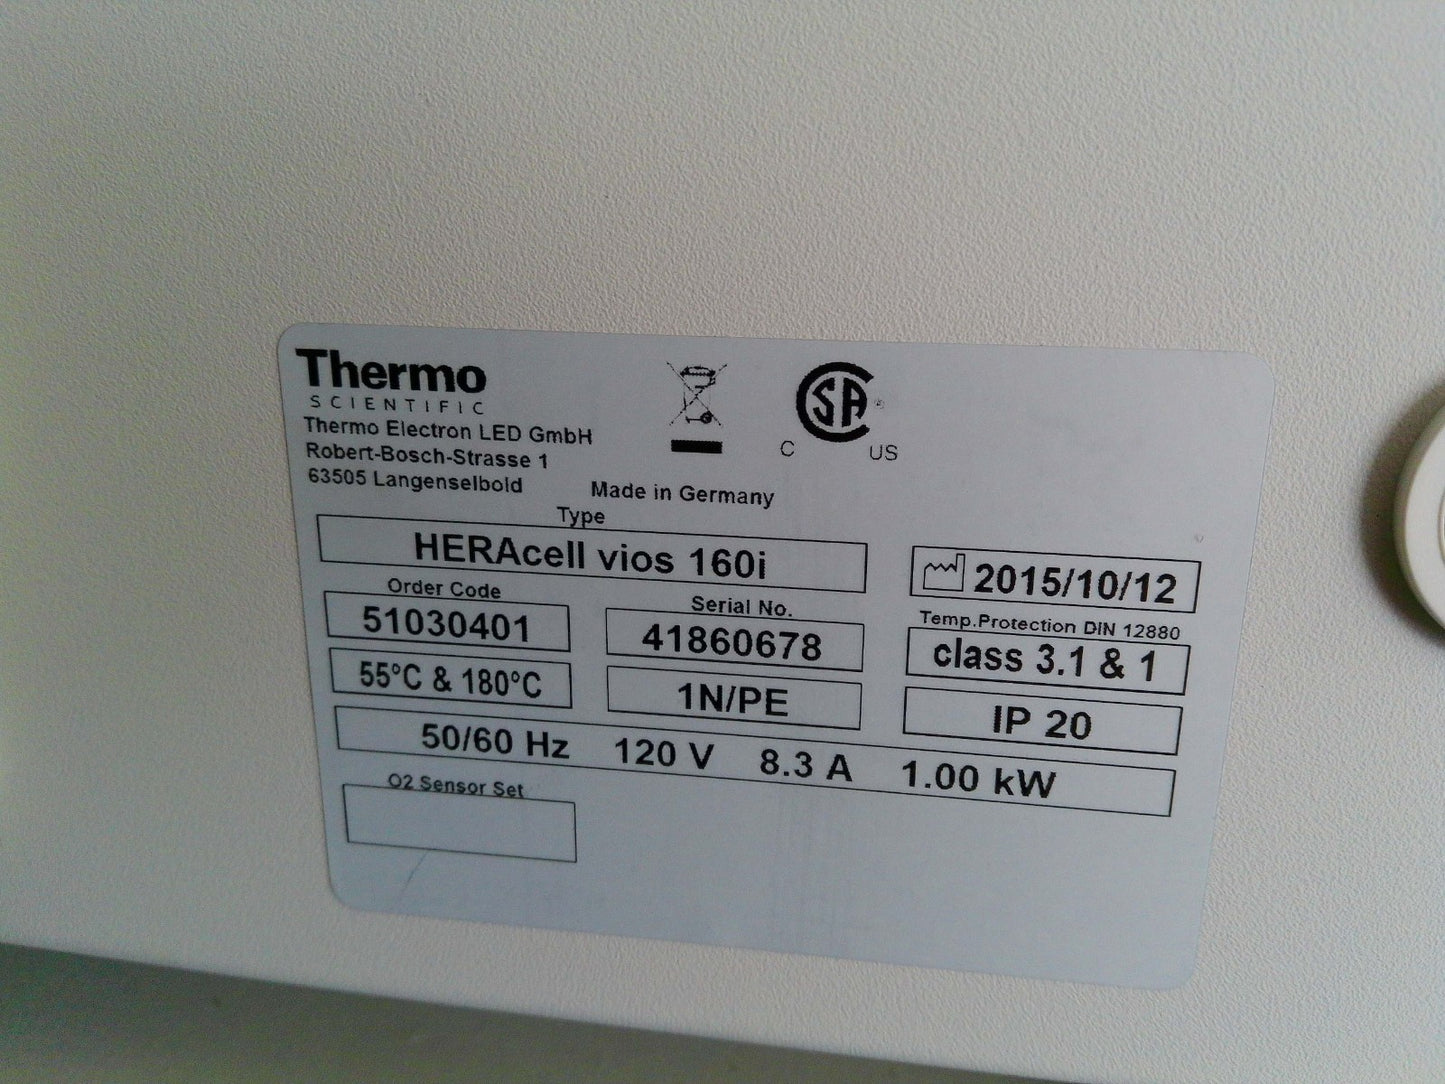 Thermo
SCIENTIFIC
Thermo Electron LED GmbH
Robert-Bosch-Strasse 1
63505 Langenselbold
Made in Germany
CSA
C US
Type
HERAcell vios 160i
2015/10/12
Order Code
51030401
Serial No.
41860678
Temp.Protection DIN 12880
class 3.1 & 1
55°C & 180°C
1N/PE
IP 20
50/60 Hz 120 V 8.3 A 1.00 kW
O2 Sensor Set